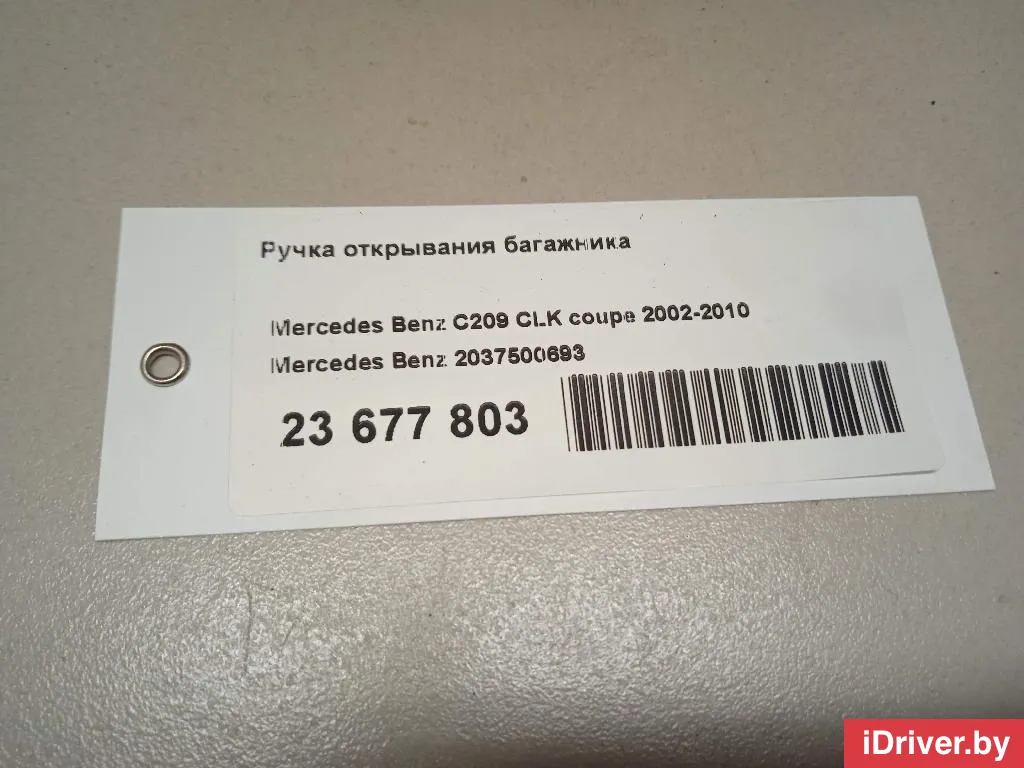 Ручка открывания багажника
Mercedes Benz C209 CLK coupe 2002-2010
Mercedes Benz 2037500693
23 677 803
iDriver.by